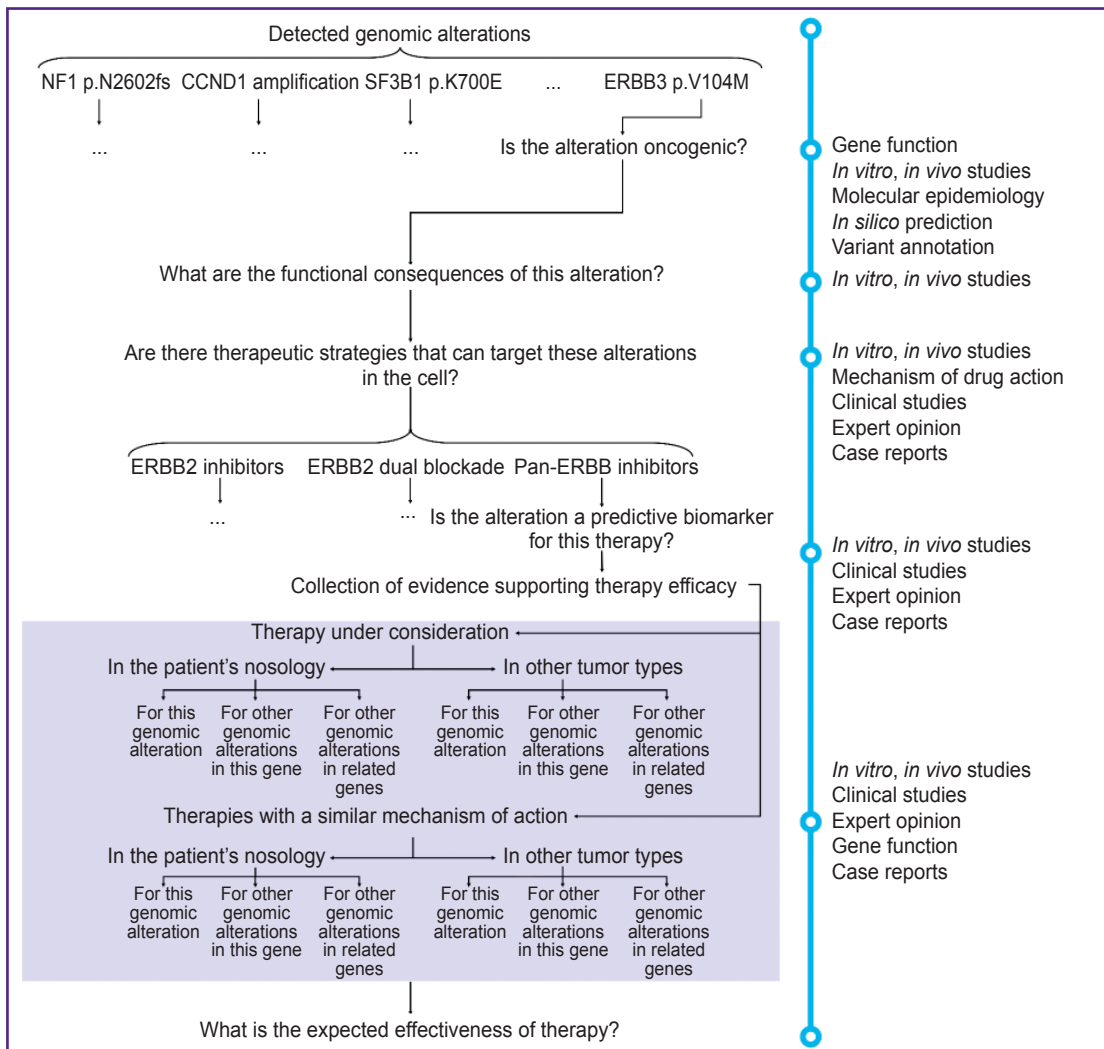 Detected genomic alterations
NF1 p.N2602fs CCND1 amplification SF3B1 p.K700E ... ERBB3 p.V104M
... ... ... Is the alteration oncogenic?
What are the functional consequences of this alteration?
Are there therapeutic strategies that can target these alterations
in the cell?
ERBB2 inhibitors ERBB2 dual blockade Pan-ERBB inhibitors
... ... Is the alteration a predictive biomarker
for this therapy?
Collection of evidence supporting therapy efficacy
Therapy under consideration
In the patient's nosology In other tumor types
For this For other For other For this For other For other
genomic genomic genomic genomic genomic genomic
alteration alterations alterations alteration alterations alterations
in this gene in related in this gene in related
genes genes
Therapies with a similar mechanism of action
In the patient's nosology In other tumor types
For this For other For other For this For other For other
genomic genomic genomic genomic genomic genomic
alteration alterations alterations alteration alterations alterations
in this gene in related in this gene in related
genes genes
What is the expected effectiveness of therapy?
Gene function
In vitro, in vivo studies
Molecular epidemiology
In silico prediction
Variant annotation
In vitro, in vivo studies
In vitro, in vivo studies
Mechanism of drug action
Clinical studies
Expert opinion
Case reports
In vitro, in vivo studies
Clinical studies
Expert opinion
Case reports
In vitro, in vivo studies
Clinical studies
Expert opinion
Gene function
Case reports